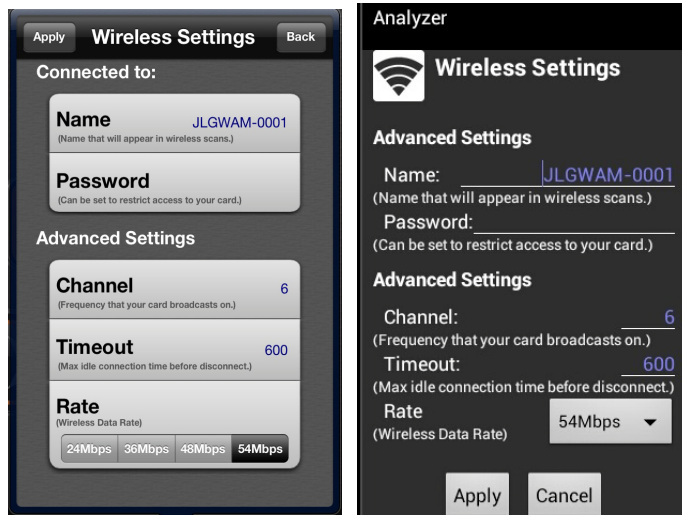 Apply Wireless Settings Back
Connected to:
Name JLGWAM-0001
(Name that will appear in wireless scans.)
Password
(Can be set to restrict access to your card.)
Advanced Settings
Channel 6
(Frequency that your card broadcasts on.)
Timeout 600
(Max idle connection time before disconnect.)
Rate
(Wireless Data Rate)
24Mbps 36Mbps 48Mbps 54Mbps
Analyzer
Wireless Settings
Advanced Settings
Name: JLGWAM-0001
(Name that will appear in wireless scans.)
Password:
(Can be set to restrict access to your card.)
Advanced Settings
Channel: 6
(Frequency that your card broadcasts on.)
Timeout: 600
(Max idle connection time before disconnect.)
Rate 54Mbps
(Wireless Data Rate)
Apply Cancel